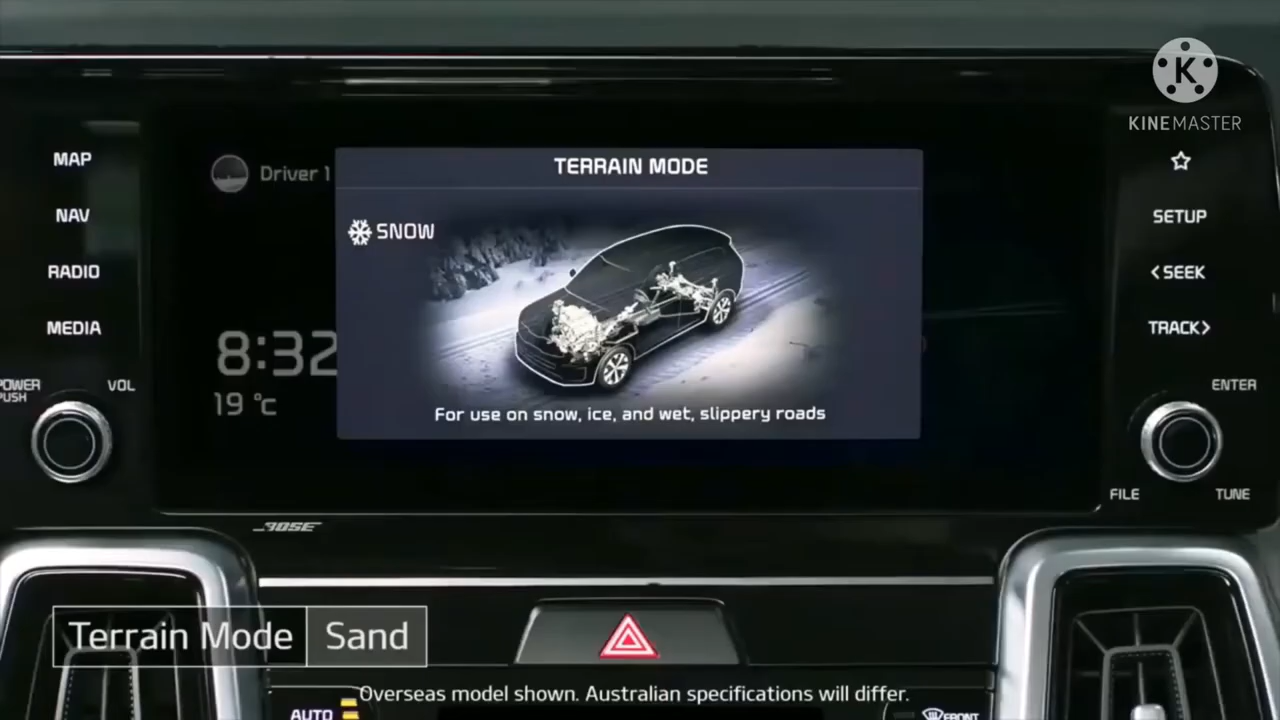 KINEMASTER
MAP
NAV
RADIO
MEDIA
POWER
PUSH
VOL
Driver 1
8:32
19 °c
TERRAIN MODE
SNOW
For use on snow, ice, and wet, slippery roads
SETUP
<SEEK
TRACK>
ENTER
FILE
TUNE
BOSE
Terrain Mode Sand
Overseas model shown. Australian specifications will differ.
AUTO
FRONT